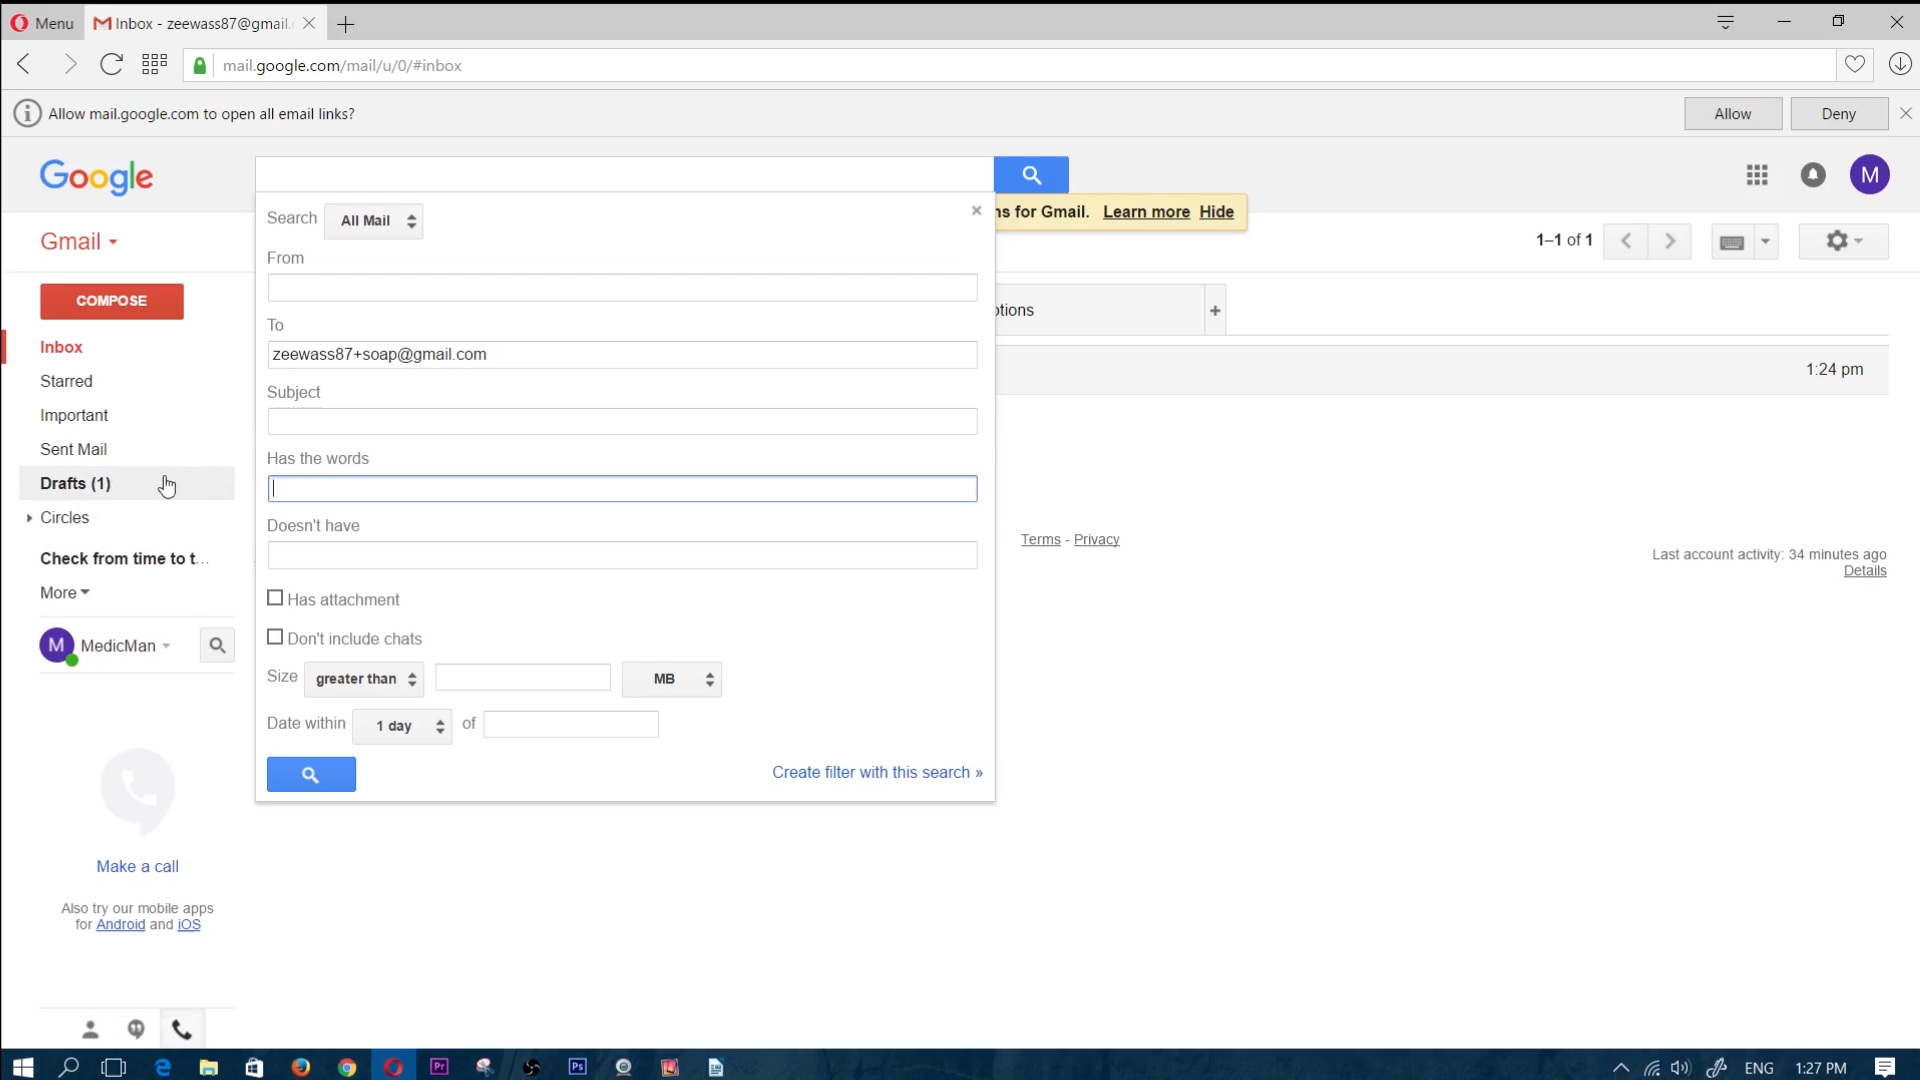 Menu
Inbox - zeewass87@gmail.
mail.google.com/mail/u/0/#inbox
Allow mail.google.com to open all email links?
Allow
Deny
Google
M
Search
All Mail
ns for Gmail. Learn more Hide
Gmail
From
1–1 of 1
COMPOSE
To
zeewass87+soap@gmail.com
otions
+
Inbox
Starred
Important
Sent Mail
Drafts (1)
Circles
Check from time to t...
More
Subject
1:24 pm
Has the words
Doesn't have
Terms - Privacy
Last account activity: 34 minutes ago
Details
Has attachment
Don't include chats
M
MedicMan
Size
greater than
MB
Date within
1 day
of
Create filter with this search »
Make a call
Also try our mobile apps
for Android and iOS
Pr
Ps
ENG
1:27 PM